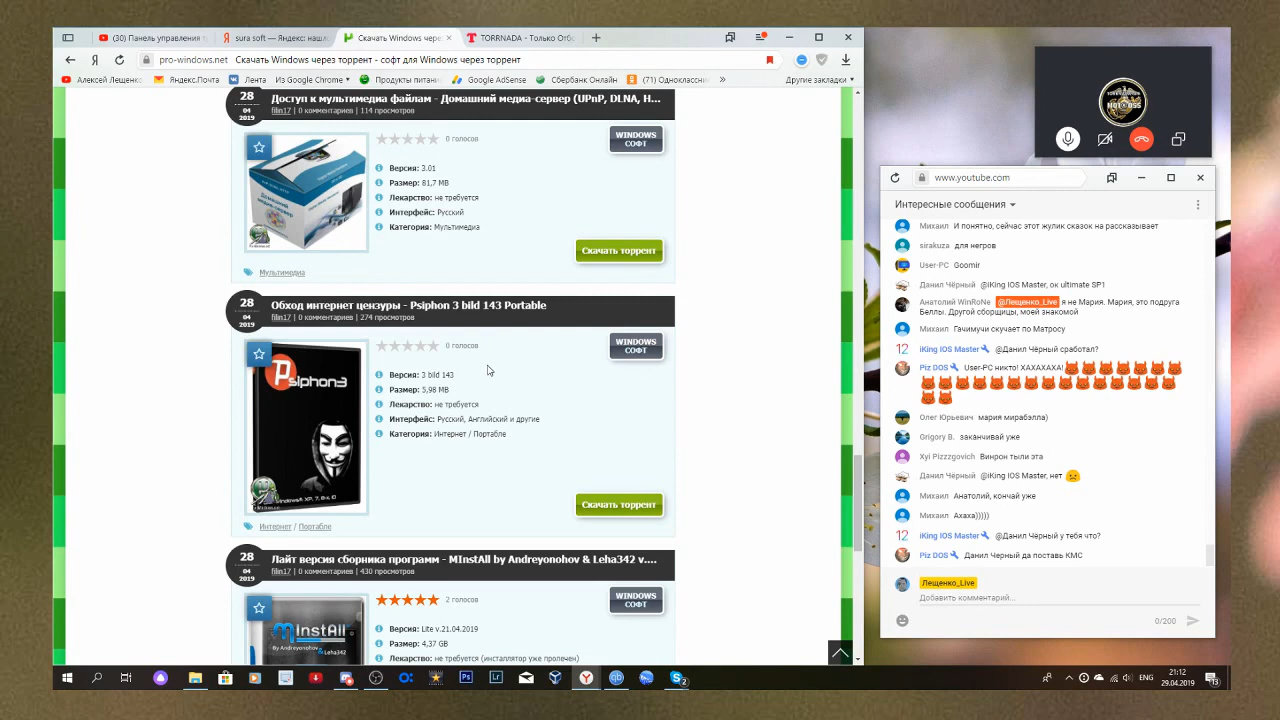 (30) Панель управления т
sura soft — Яндекс: нашло
Скачать Windows чере
TORRNADA - Только Отбо
pro-windows.net Скачать Windows через торрент - софт для Windows через торрент
Алексей Лещенко
Яндекс.Почта
Лента
Из Google Chrome
Продукты питани
Google AdSense
Сбербанк Онлайн
(71) Одноклассни
Другие закладки
28
04
2019
Доступ к мультимедиа файлам - Домашний медиа-сервер (UPnP, DLNA, H...
filin17 | 0 комментариев | 114 просмотров
0 голосов
WINDOWS
СОФТ
Версия: 3.01
Размер: 81,7 MB
Лекарство: не требуется
Интерфейс: Русский
Категория: Мультимедиа
Скачать торрент
Мультимедиа
28
04
2019
Обход интернет цензуры - Psiphon 3 bild 143 Portable
filin17 | 0 комментариев | 274 просмотров
0 голосов
WINDOWS
СОФТ
Psiphon3
Версия: 3 bild 143
Размер: 5,98 MB
Лекарство: не требуется
Интерфейс: Русский, Английский и другие
Категория: Интернет / Портабле
Скачать торрент
Интернет / Портабле
28
04
2019
Лайт версия сборника программ - MInstAll by Andreyonohov & Leha342 v....
filin17 | 0 комментариев | 430 просмотров
2 голосов
WINDOWS
СОФТ
MInstAll
By Andreyonohov
& Leha342
Версия: Lite v.21.04.2019
Размер: 4,37 GB
Лекарство: не требуется (инсталлятор уже пролечен)
www.youtube.com
Интересные сообщения
Михаил И понятно, сейчас этот жулик сказок на рассказывает
sirakuza для негров
User-PC Goomir
Данил Чёрный @iKing IOS Master, ок ultimate SP1
Анатолий WinRoNe @Лещенко_Live я не Мария. Мария, это подруга
Беллы. Другой сборщицы, моей знакомой
Михаил Гачимучи скучает по Матросу
iKing IOS Master @Данил Чёрный сработал?
Piz DOS User-PC никто! ХАХАХАХА!
Олег Юрьевич мария мирабэлла)
Grigory B. заканчивай уже
Xyi Pizzzgovich Винрон тыли эта
Данил Чёрный @iKing IOS Master, нет
Михаил Анатолий, кончай уже
Михаил Ахаха)))))
iKing IOS Master @Данил Чёрный у тебя что?
Piz DOS Данил Черный да поставь КМС
Лещенко_Live
Добавить комментарий...
0/200
ENG
21:12
29.04.2019